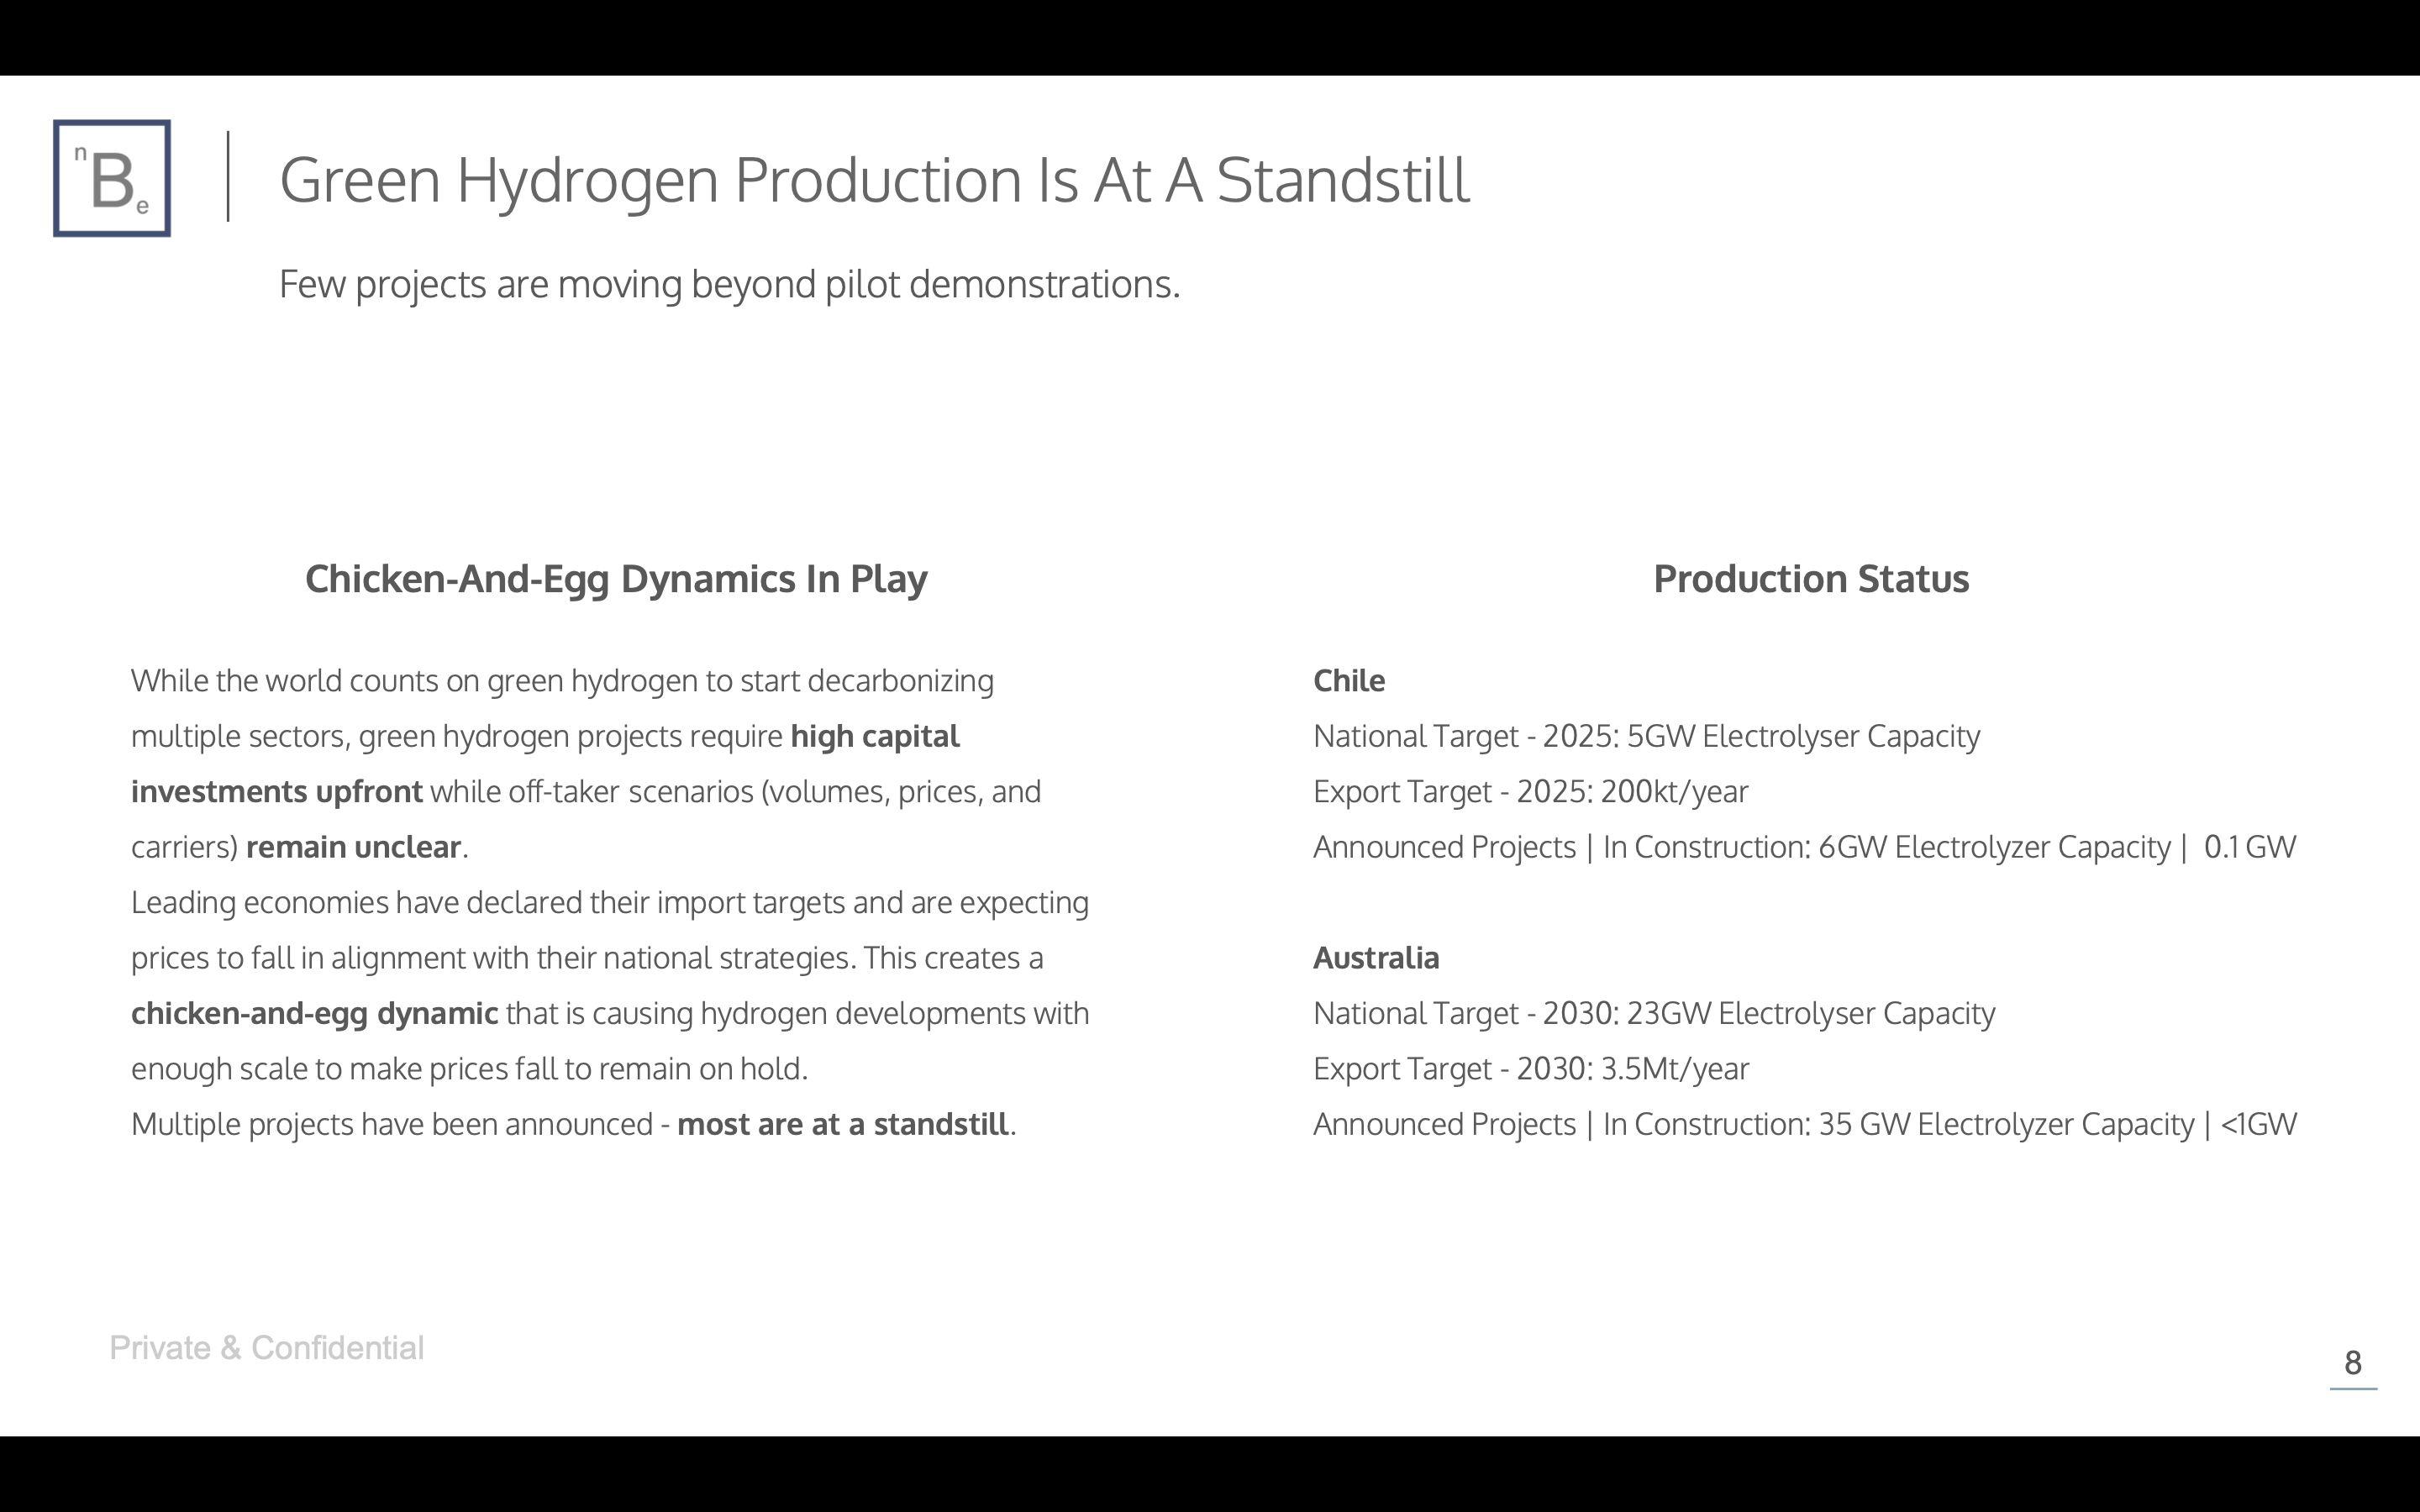 nBe
Green Hydrogen Production Is At A Standstill
Few projects are moving beyond pilot demonstrations.
Chicken-And-Egg Dynamics In Play
While the world counts on green hydrogen to start decarbonizing
multiple sectors, green hydrogen projects require high capital
investments upfront while off-taker scenarios (volumes, prices, and
carriers) remain unclear.
Leading economies have declared their import targets and are expecting
prices to fall in alignment with their national strategies. This creates a
chicken-and-egg dynamic that is causing hydrogen developments with
enough scale to make prices fall to remain on hold.
Multiple projects have been announced - most are at a standstill.
Production Status
Chile
National Target - 2025: 5GW Electrolyser Capacity
Export Target - 2025: 200kt/year
Announced Projects | In Construction: 6GW Electrolyzer Capacity | 0.1 GW
Australia
National Target - 2030: 23GW Electrolyser Capacity
Export Target - 2030: 3.5Mt/year
Announced Projects | In Construction: 35 GW Electrolyzer Capacity | <1GW
Private & Confidential
8